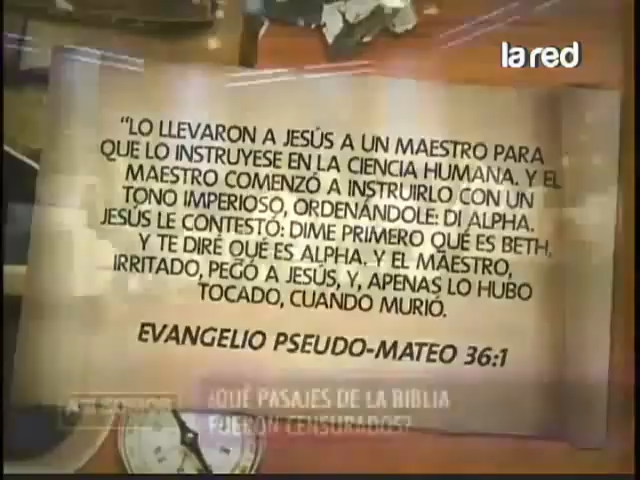 la red
“LO LLEVARON A JESÚS A UN MAESTRO PARA
QUE LO INSTRUYESE EN LA CIENCIA HUMANA. Y EL
MAESTRO COMENZÓ A INSTRUIRLO CON UN
TONO IMPERIOSO, ORDENÁNDOLE: DI ALPHA.
JESÚS LE CONTESTÓ: DIME PRIMERO QUÉ ES BETH,
Y TE DIRÉ QUÉ ES ALPHA. Y EL MAESTRO,
IRRITADO, PEGÓ A JESÚS, Y, APENAS LO HUBO
TOCADO, CUANDO MURIÓ.
EVANGELIO PSEUDO-MATEO 36:1
¿QUÉ PASAJES DE LA BIBLIA
FUERON CENSURADOS?